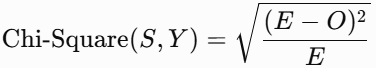 Chi-Square(S, Y) = √((E − O)² / E)